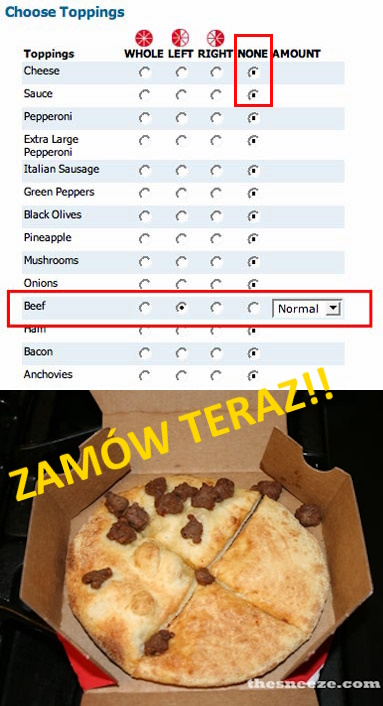 Choose Toppings
Toppings WHOLE LEFT RIGHT NONE AMOUNT
Cheese
Sauce
Pepperoni
Extra Large
Pepperoni
Italian Sausage
Green Peppers
Black Olives
Pineapple
Mushrooms
Onions
Beef Normal
Ham
Bacon
Anchovies
ZAMÓW TERAZ!!
thesneeze.com